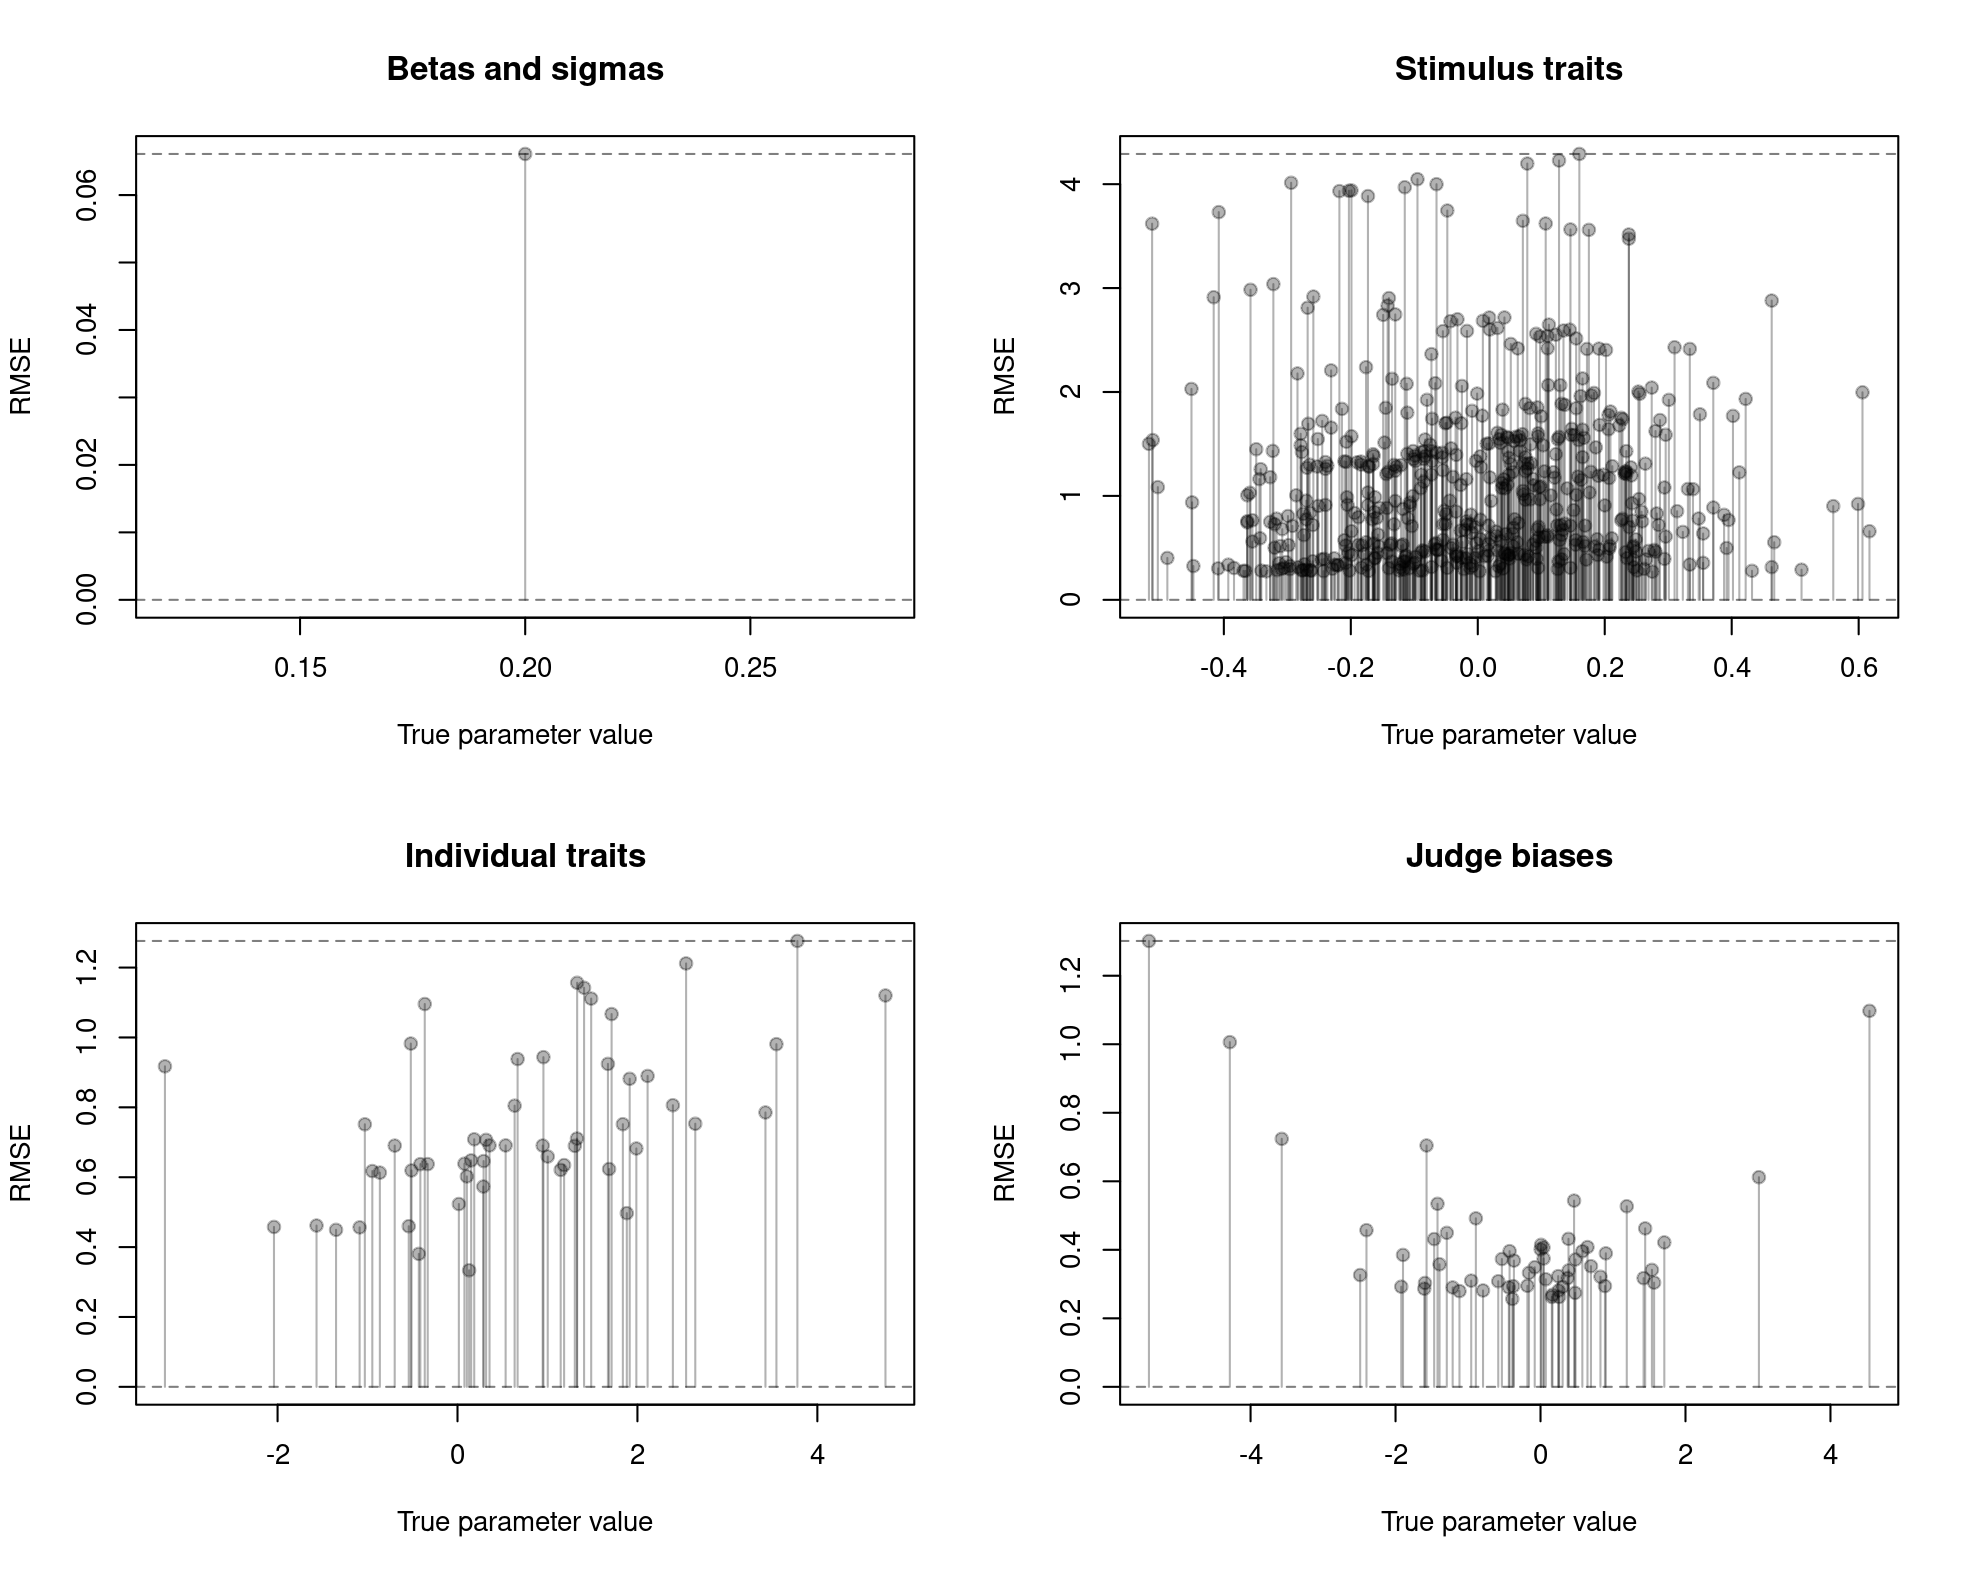 Betas and sigmas
RMSE
0.00 0.02 0.04 0.06
0.15 0.20 0.25
True parameter value
Stimulus traits
RMSE
0 1 2 3 4
-0.4 -0.2 0.0 0.2 0.4 0.6
True parameter value
Individual traits
RMSE
0.0 0.2 0.4 0.6 0.8 1.0 1.2
-2 0 2 4
True parameter value
Judge biases
RMSE
0.0 0.2 0.4 0.6 0.8 1.0 1.2
-4 -2 0 2 4
True parameter value